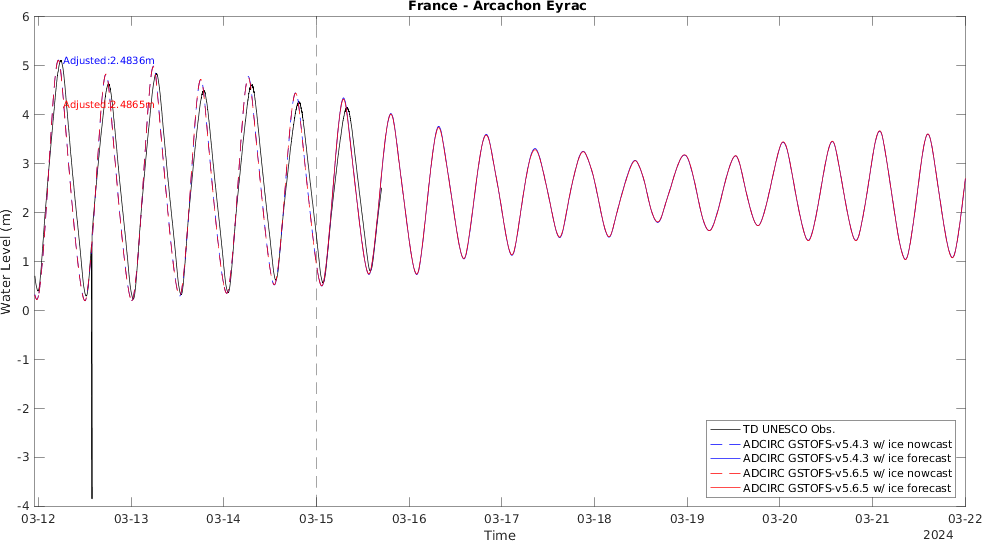 France - Arcachon Eyrac
6
5
4
3
2
1
0
-1
-2
-3
-4
Water Level (m)
Adjusted:2.4836m
Adjusted:2.4865m
TD UNESCO Obs.
ADCIRC GSTOFS-v5.4.3 w/ ice nowcast
ADCIRC GSTOFS-v5.4.3 w/ ice forecast
ADCIRC GSTOFS-v5.6.5 w/ ice nowcast
ADCIRC GSTOFS-v5.6.5 w/ ice forecast
03-12 03-13 03-14 03-15 03-16 03-17 03-18 03-19 03-20 03-21 03-22
Time
2024